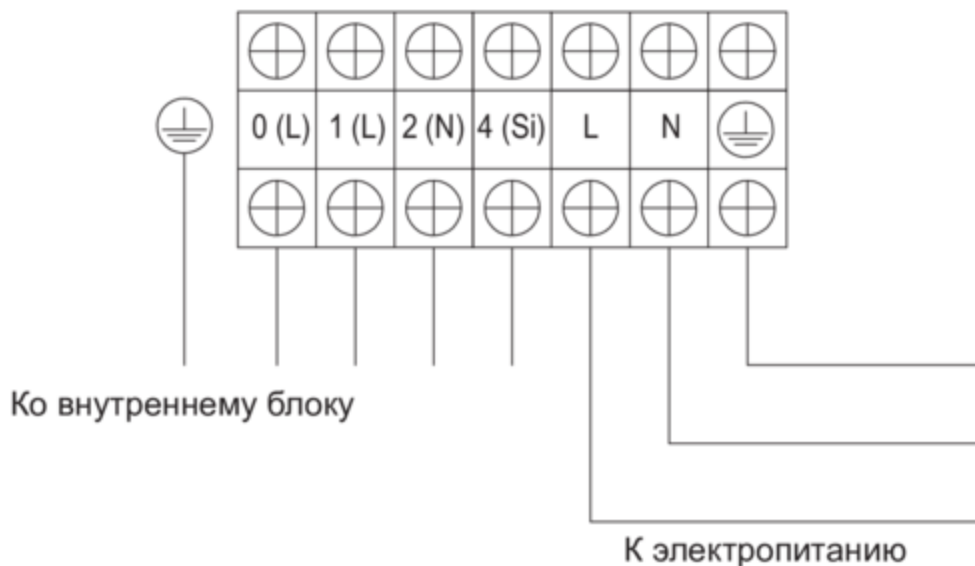 0 (L) 1 (L) 2 (N) 4 (Si) L N
Ко внутреннему блоку
К электропитанию